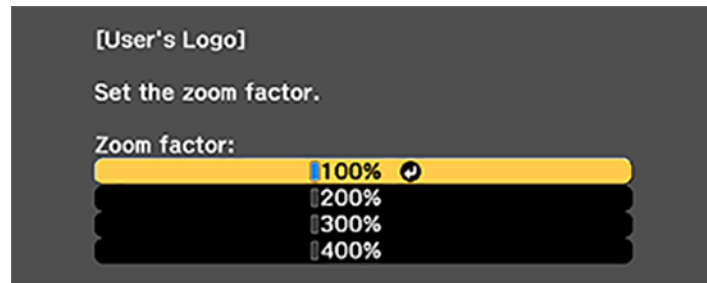 [User's Logo]
Set the zoom factor.
Zoom factor:
100%
200%
300%
400%